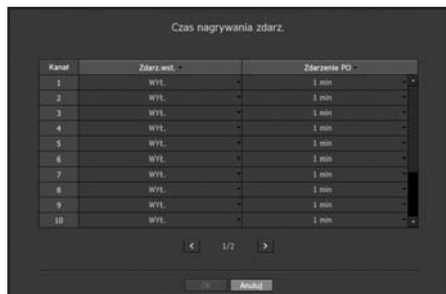 Czas nagrywania zdarz.
Kanał Zdarz.wst. Zdarzenie PO
1 WYŁ. 1 min
2 WYŁ. 1 min
3 WYŁ. 1 min
4 WYŁ. 1 min
5 WYŁ. 1 min
6 WYŁ. 1 min
7 WYŁ. 1 min
8 WYŁ. 1 min
9 WYŁ. 1 min
10 WYŁ. 1 min
< 1/2 >
OK Anuluj